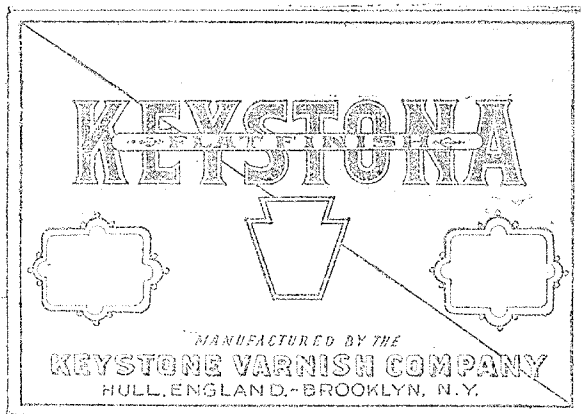 KEYSTONA
FLAT FINISH
MANUFACTURED BY THE
KEYSTONE VARNISH COMPANY
HULL, ENGLAND.-BROOKLYN, N.Y.